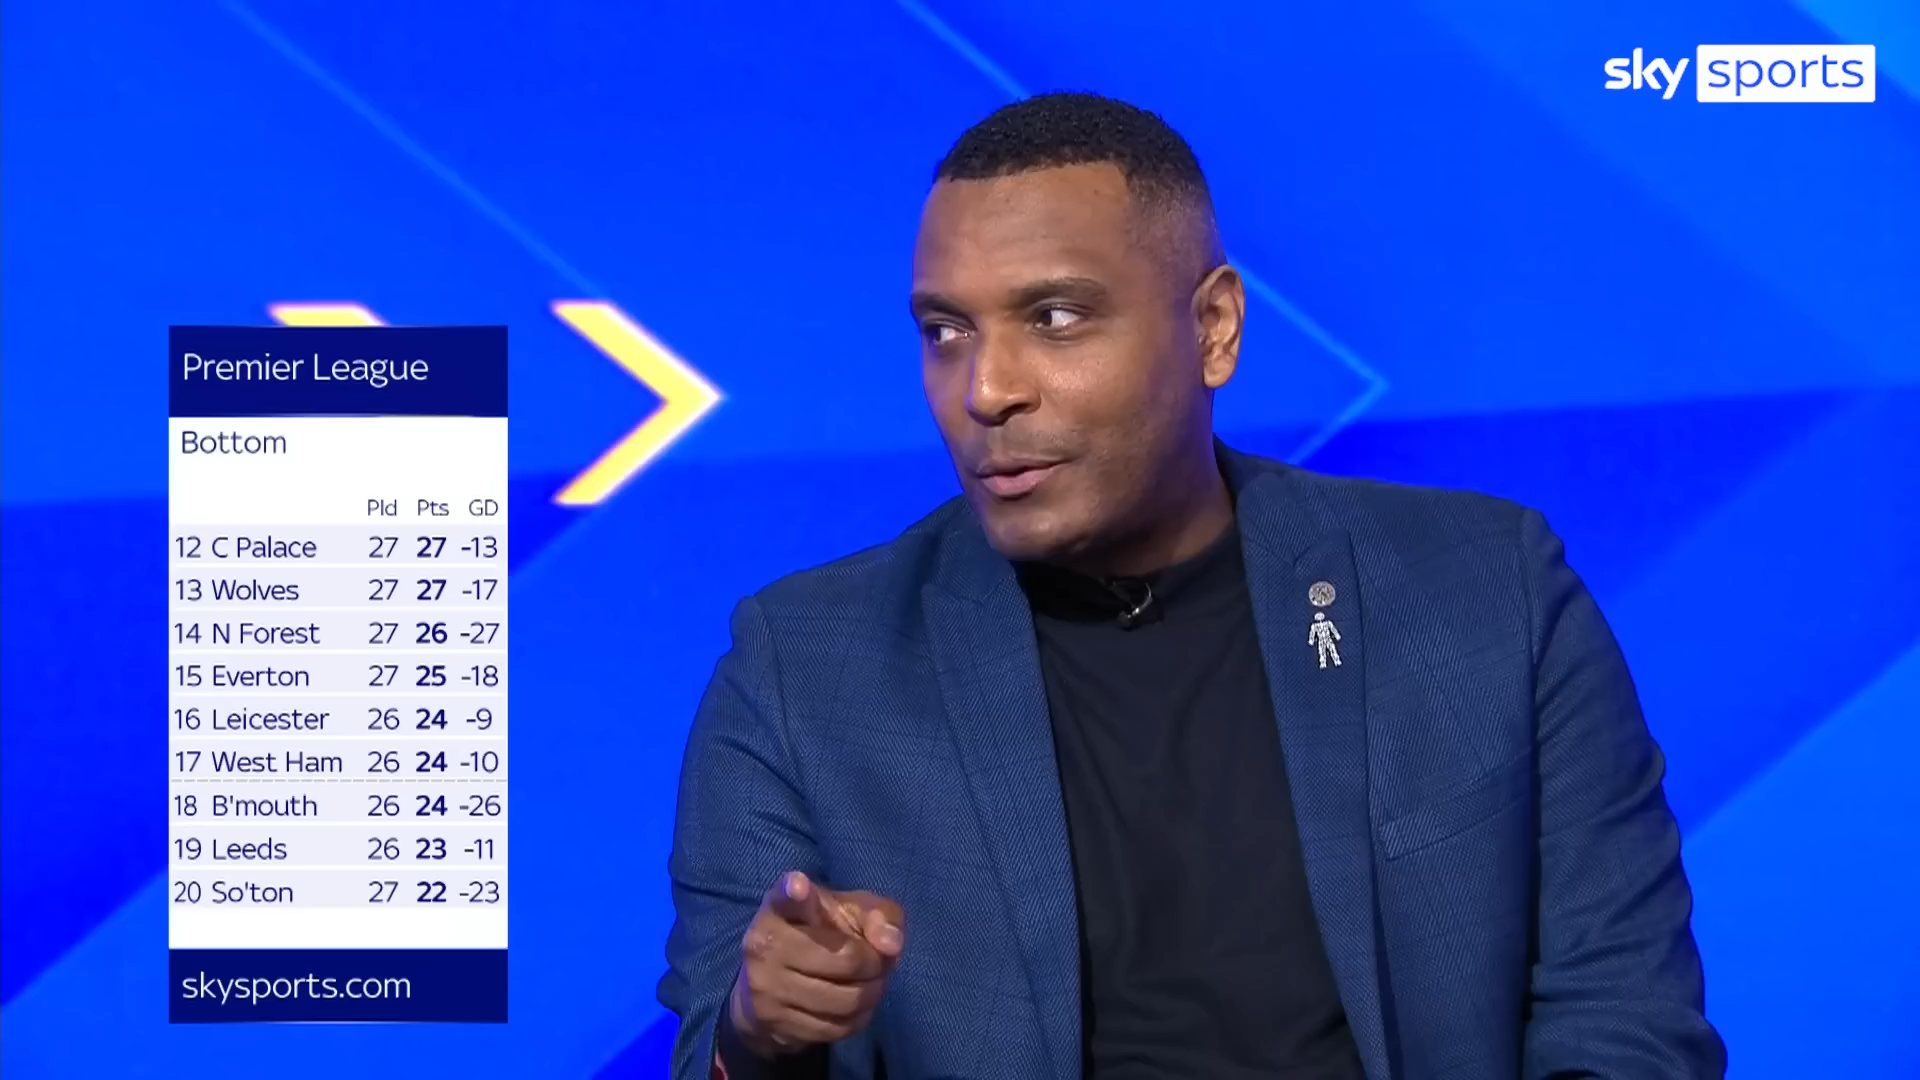 sky sports
Premier League
Bottom
Pld Pts GD
12 C Palace 27 27 -13
13 Wolves 27 27 -17
14 N Forest 27 26 -27
15 Everton 27 25 -18
16 Leicester 26 24 -9
17 West Ham 26 24 -10
18 B'mouth 26 24 -26
19 Leeds 26 23 -11
20 So'ton 27 22 -23
skysports.com